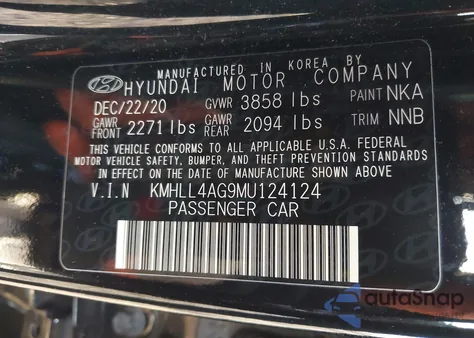 MANUFACTURED IN KOREA BY
HYUNDAI MOTOR COMPANY
DEC/22/20 GVWR 3858 lbs PAINT NKA
GAWR FRONT 2271 lbs GAWR REAR 2094 lbs TRIM NNB
THIS VEHICLE CONFORMS TO ALL APPLICABLE U.S.A. FEDERAL
MOTOR VEHICLE SAFETY, BUMPER, AND THEFT PREVENTION STANDARDS
IN EFFECT ON THE DATE OF MANUFACTURE SHOWN ABOVE
V.I.N KMHLL4AG9MU124124
PASSENGER CAR
autoSnap